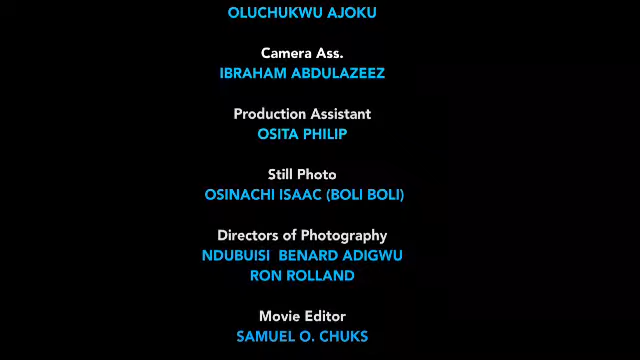 OLUCHUKWU AJOKU
Camera Ass.
IBRAHAM ABDULAZEEZ
Production Assistant
OSITA PHILIP
Still Photo
OSINACHI ISAAC (BOLI BOLI)
Directors of Photography
NDUBUISI BENARD ADIGWU
RON ROLLAND
Movie Editor
SAMUEL O. CHUKS